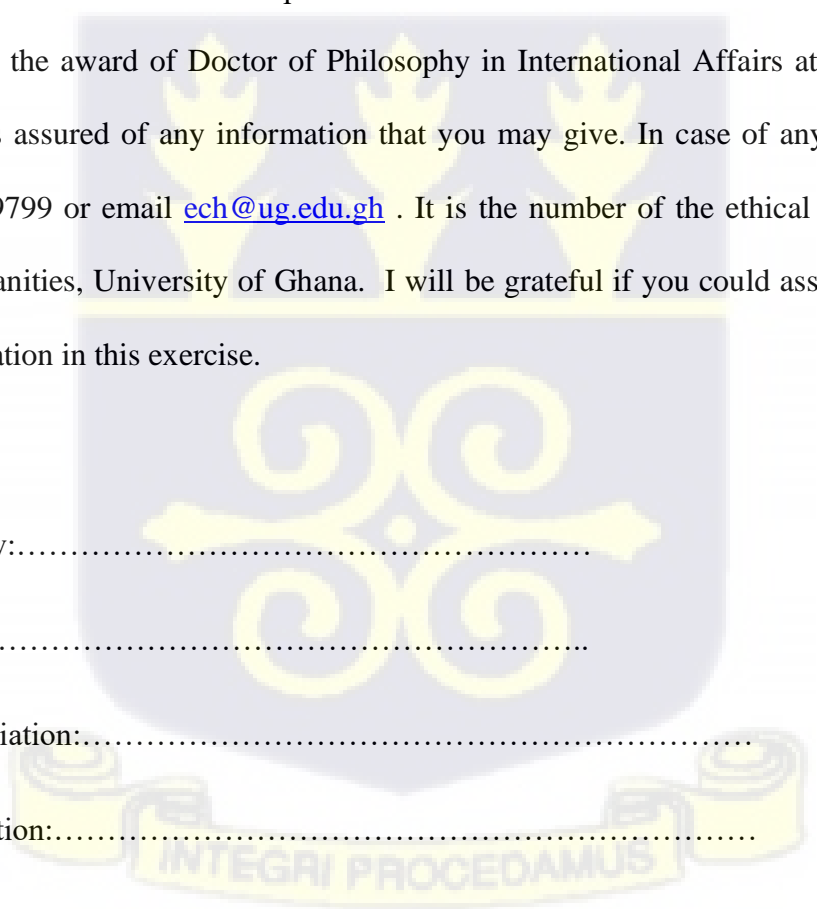 the award of Doctor of Philosophy in International Affairs at
assured of any information that you may give. In case of any
9799 or email ech@ug.edu.gh . It is the number of the ethical
anities, University of Ghana.  I will be grateful if you could ass
ation in this exercise.
y:……………………………………………
……………………………………………..
iation:……………………………………………………
tion:………………………………………………………
INTEGRI PROCEDAMUS